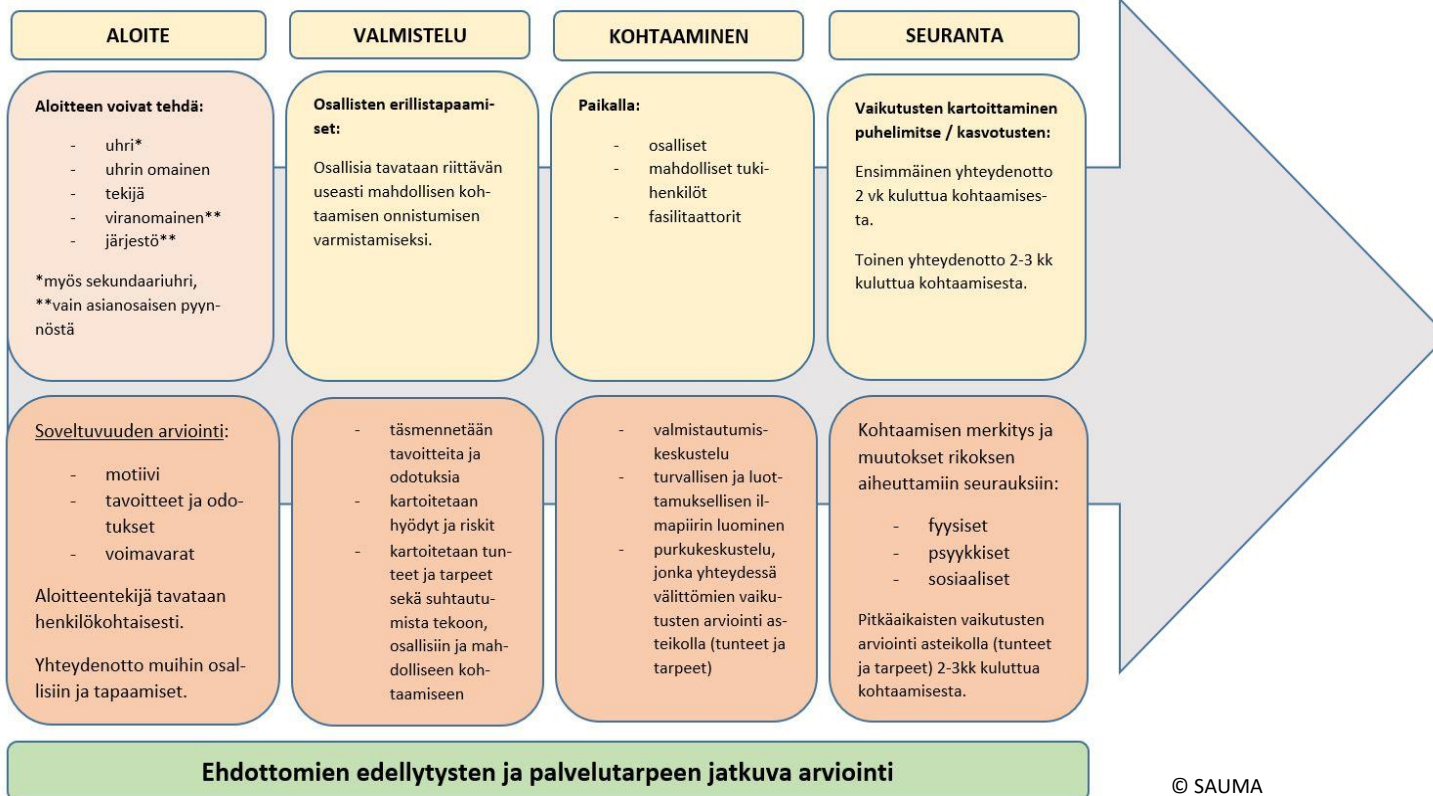 ALOITE
Aloitteen voivat tehdä:
- uhri*
- uhrin omainen
- tekijä
- viranomainen**
- järjestö**
*myös sekundaariuhri,
**vain asianosaisen pyyn-
nöstä
Soveltuvuuden arviointi:
- motiivi
- tavoitteet ja odo-
tukset
- voimavarat
Aloitteentekijä tavataan
henkilökohtaisesti.
Yhteydenotto muihin osal-
lisiin ja tapaamiset.
VALMISTELU
Osallisten erillistapaami-
set:
Osallisia tavataan riittävän
useasti mahdollisen koh-
taamisen onnistumisen
varmistamiseksi.
- täsmennetään
tavoitteita ja
odotuksia
- kartoitetaan
hyödyt ja riskit
- kartoitetaan tun-
teet ja tarpeet
sekä suhtautu-
mista tekoon,
osallisiin ja mah-
dolliseen koh-
taamiseen
KOHTAAMINEN
Paikalla:
- osalliset
- mahdolliset tuki-
henkilöt
- fasilitaattorit
- valmistautumis-
keskustelu
- turvallisen ja luot-
tamuksellisen il-
mapiirin luominen
- purkukeskustelu,
jonka yhteydessä
välittömien vaiku-
tusten arviointi as-
teikolla (tunteet ja
tarpeet)
SEURANTA
Vaikutusten kartoittaminen
puhelimitse / kasvotusten:
Ensimmäinen yhteydenotto
2 vk kuluttua kohtaamises-
ta.
Toinen yhteydenotto 2-3 kk
kuluttua kohtaamisesta.
Kohtaamisen merkitys ja
muutokset rikoksen
aiheuttamiin seurauksiin:
- fyysiset
- psyykkiset
- sosiaaliset
Pitkäaikaisten vaikutusten
arviointi asteikolla (tunteet
ja tarpeet) 2-3kk kuluttua
kohtaamisesta.
Ehdottomien edellytysten ja palvelutarpeen jatkuva arviointi
© SAUMA